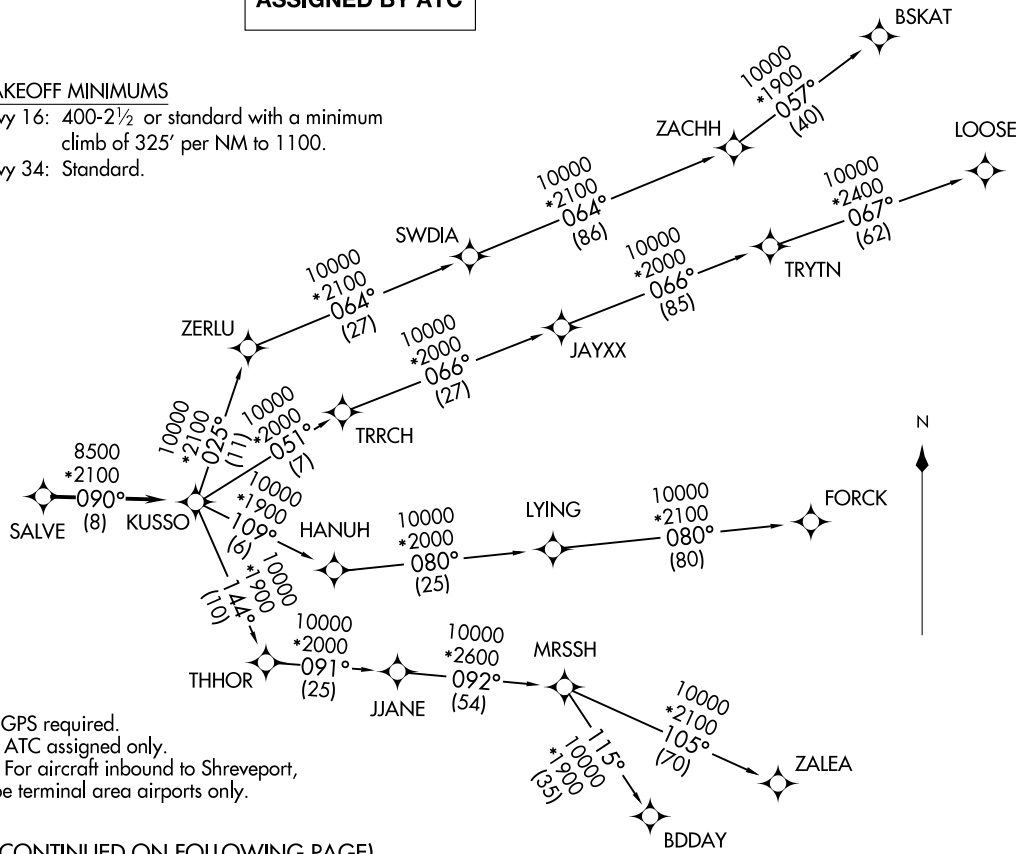 ASSIGNED BY ATC
AKEOFF MINIMUMS
wy 16: 400-2½ or standard with a minimum
climb of 325' per NM to 1100.
wy 34: Standard.
BSKAT
10000
*1900
057°
(40)
ZACHH
LOOSE
10000
*2400
067°
(62)
10000
*2100
064°
(86)
SWDIA
TRYTN
10000
*2000
066°
(85)
10000
*2100
064°
(27)
ZERLU
JAYXX
10000
*2000
066°
(27)
TRRCH
10000
*2100
025°
(11)
10000
*2000
051°
(7)
N
8500
*2100
090°
(8)
SALVE
KUSSO
10000
*1900
109°
(6)
HANUH
10000
*2000
080°
(25)
LYING
10000
*2100
080°
(80)
FORCK
10000
*1900
144°
(10)
THHOR
10000
*2000
091°
(25)
JJANE
10000
*2600
092°
(54)
MRSSH
10000
*2100
105°
(70)
ZALEA
115°
10000
*1900
(35)
BDDAY
GPS required.
ATC assigned only.
For aircraft inbound to Shreveport,
be terminal area airports only.
(CONTINUED ON FOLLOWING PAGE)